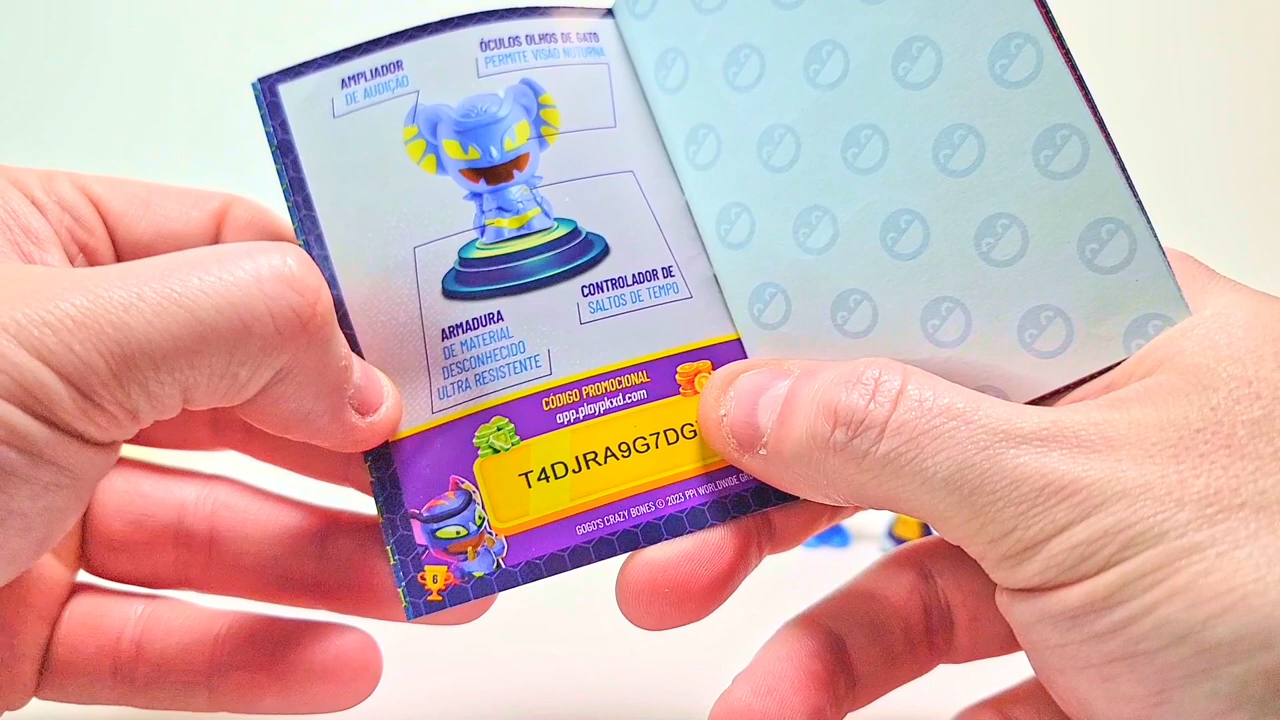 ÓCULOS OLHOS DE GATO
PERMITE VISÃO NOTURNA
AMPLIADOR
DE AUDIÇÃO
CONTROLADOR DE
SALTOS DE TEMPO
ARMADURA
DE MATERIAL
DESCONHECIDO
ULTRA RESISTENTE
CÓDIGO PROMOCIONAL
app.playpkxd.com
T4DJRA9G7DG
GOGO'S CRAZY BONES © 2023 PPI WORLDWIDE
6